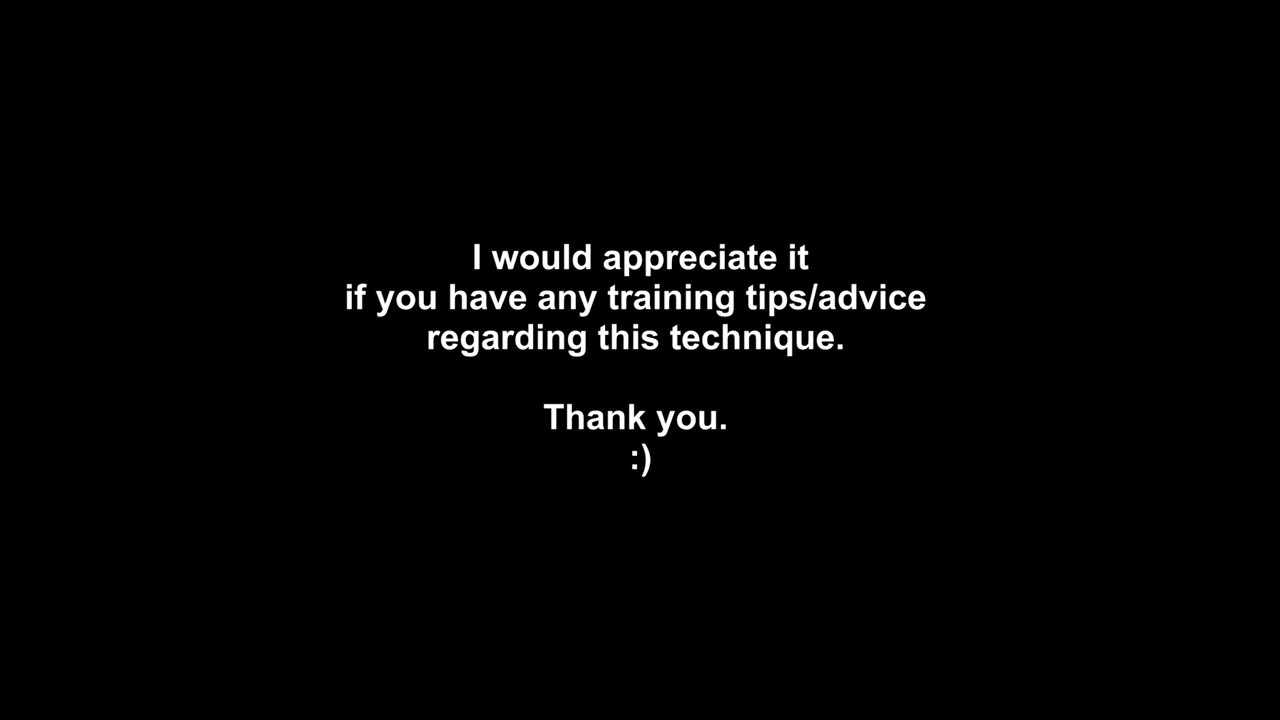 I would appreciate it
if you have any training tips/advice
regarding this technique.
Thank you.
:)